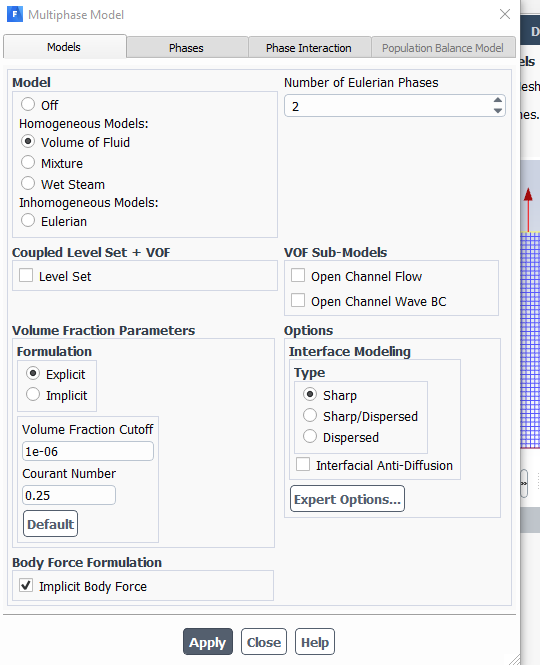 Multiphase Model
Models
Phases
Phase Interaction
Population Balance Model
Model
Off
Homogeneous Models:
Volume of Fluid
Mixture
Wet Steam
Inhomogeneous Models:
Eulerian
Number of Eulerian Phases
2
Coupled Level Set + VOF
Level Set
VOF Sub-Models
Open Channel Flow
Open Channel Wave BC
Volume Fraction Parameters
Formulation
Explicit
Implicit
Volume Fraction Cutoff
1e-06
Courant Number
0.25
Default
Options
Interface Modeling
Type
Sharp
Sharp/Dispersed
Dispersed
Interfacial Anti-Diffusion
Expert Options...
Body Force Formulation
Implicit Body Force
Apply
Close
Help